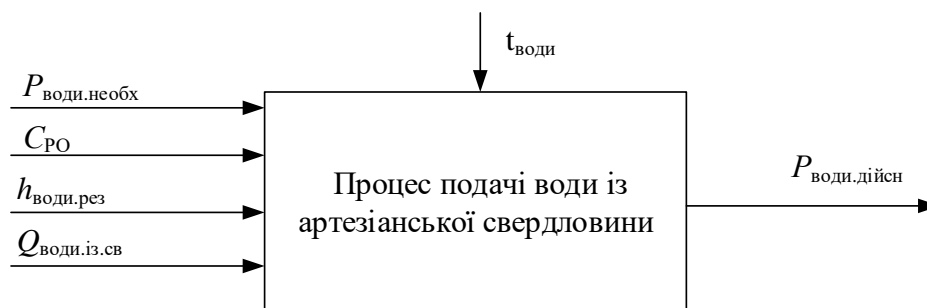 tводи
Pводи.необх
CРО
hводи.рез
Qводи.із.св
Процес подачі води із
артезіанської свердловини
Pводи.дійсн